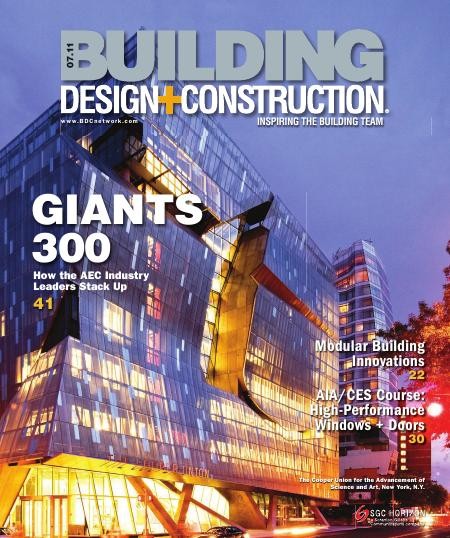 07.11
BUILDING
DESIGN+CONSTRUCTION®
www.BDCnetwork.com
INSPIRING THE BUILDING TEAM
GIANTS
300
How the AEC Industry
Leaders Stack Up
41
Modular Building
Innovations
22
AIA/CES Course:
High-Performance
Windows + Doors
30
The Cooper Union for the Advancement of
Science and Art, New York, N.Y.
SGC HORIZON